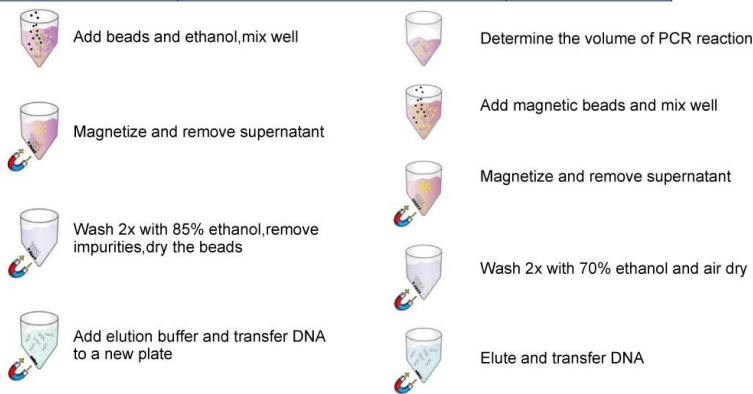 Add beads and ethanol,mix well
Magnetize and remove supernatant
Wash 2x with 85% ethanol,remove
impurities,dry the beads
Add elution buffer and transfer DNA
to a new plate
Determine the volume of PCR reaction
Add magnetic beads and mix well
Magnetize and remove supernatant
Wash 2x with 70% ethanol and air dry
Elute and transfer DNA